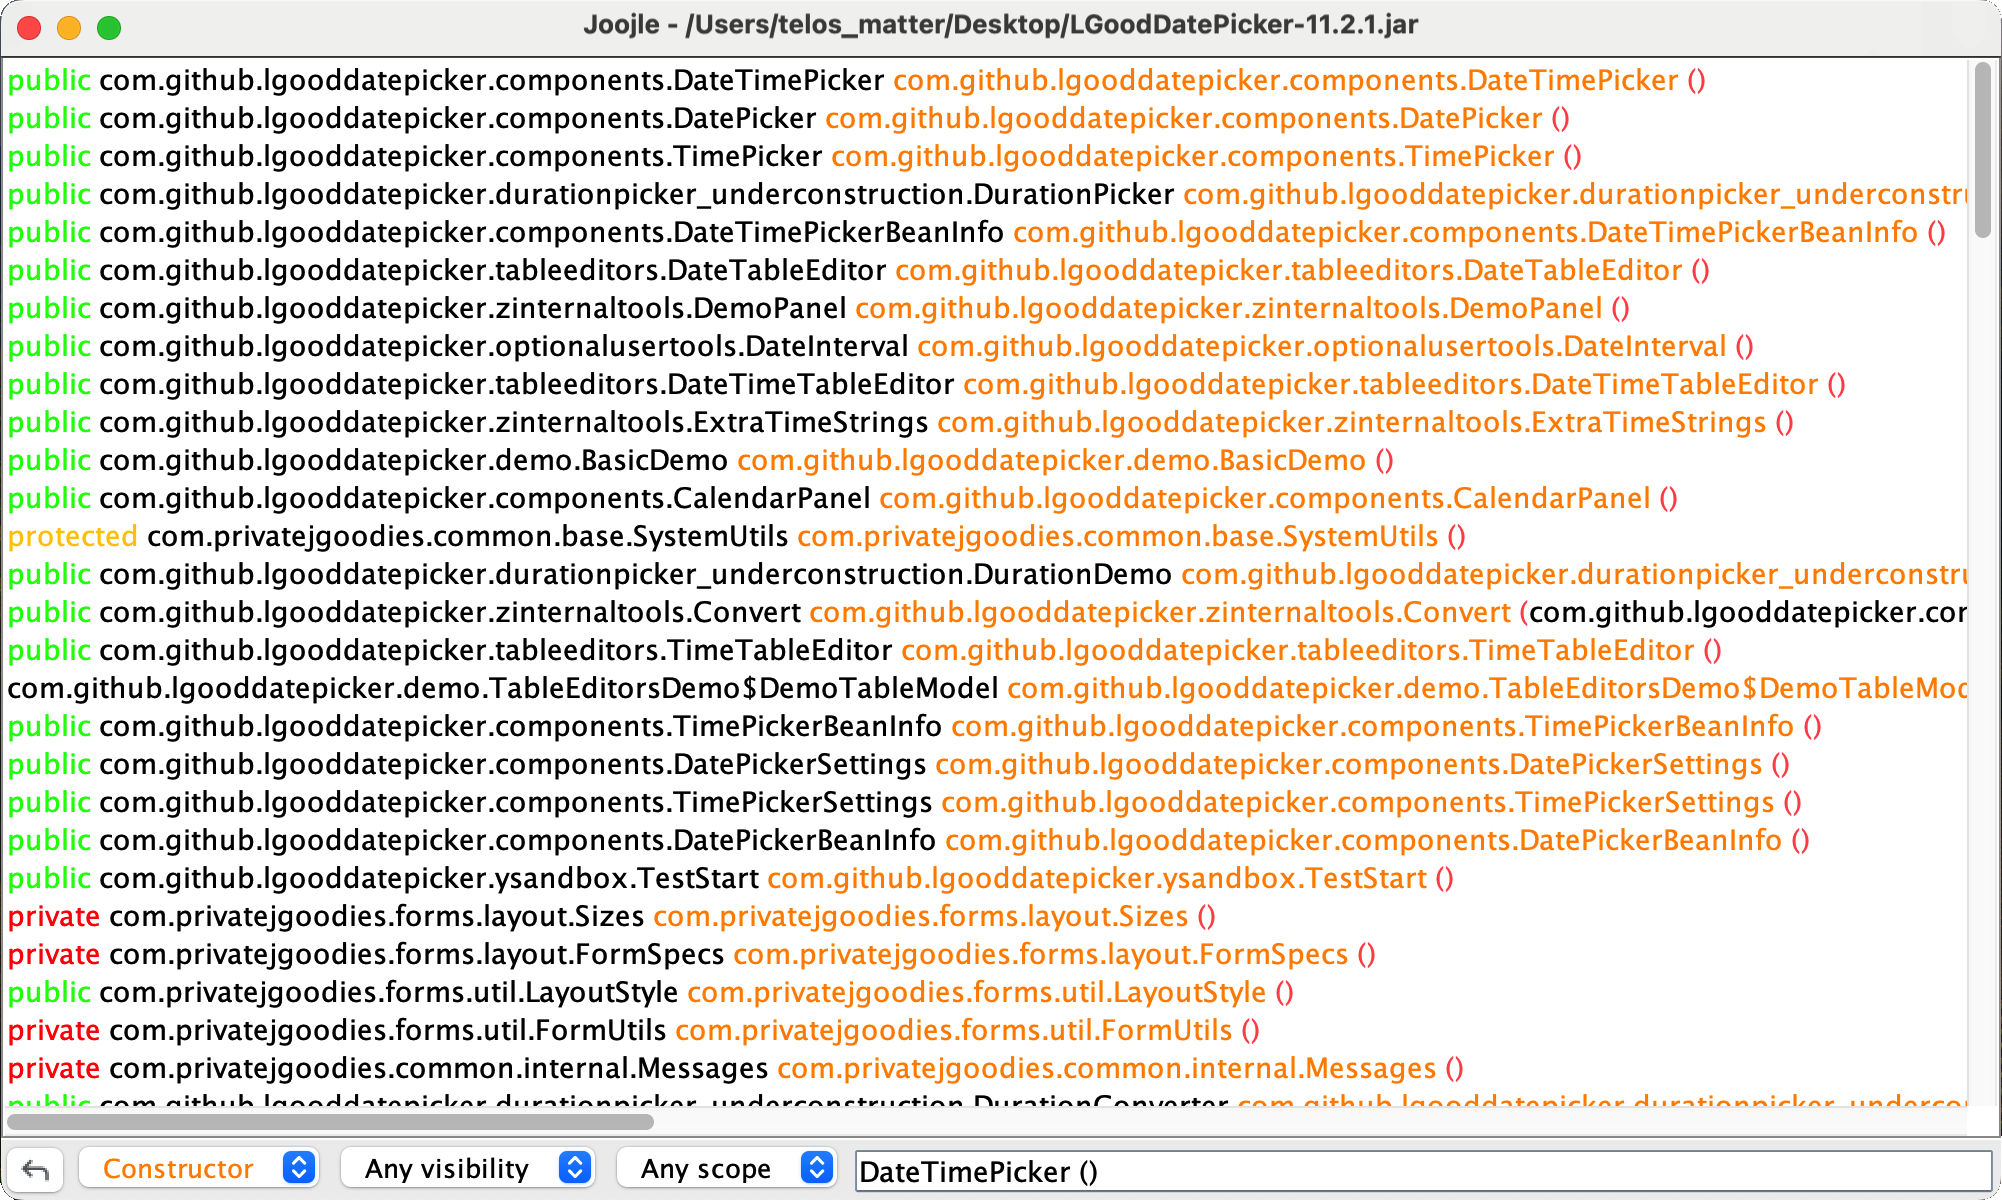 Joojle - /Users/telos_matter/Desktop/LGoodDatePicker-11.2.1.jar
public com.github.lgooddatepicker.components.DateTimePicker com.github.lgooddatepicker.components.DateTimePicker ()
public com.github.lgooddatepicker.components.DatePicker com.github.lgooddatepicker.components.DatePicker ()
public com.github.lgooddatepicker.components.TimePicker com.github.lgooddatepicker.components.TimePicker ()
public com.github.lgooddatepicker.durationpicker_underconstruction.DurationPicker com.github.lgooddatepicker.durationpicker_underconstru
public com.github.lgooddatepicker.components.DateTimePickerBeanInfo com.github.lgooddatepicker.components.DateTimePickerBeanInfo ()
public com.github.lgooddatepicker.tableeditors.DateTableEditor com.github.lgooddatepicker.tableeditors.DateTableEditor ()
public com.github.lgooddatepicker.zinternaltools.DemoPanel com.github.lgooddatepicker.zinternaltools.DemoPanel ()
public com.github.lgooddatepicker.optionalusertools.DateInterval com.github.lgooddatepicker.optionalusertools.DateInterval ()
public com.github.lgooddatepicker.tableeditors.DateTimeTableEditor com.github.lgooddatepicker.tableeditors.DateTimeTableEditor ()
public com.github.lgooddatepicker.zinternaltools.ExtraTimeStrings com.github.lgooddatepicker.zinternaltools.ExtraTimeStrings ()
public com.github.lgooddatepicker.demo.BasicDemo com.github.lgooddatepicker.demo.BasicDemo ()
public com.github.lgooddatepicker.components.CalendarPanel com.github.lgooddatepicker.components.CalendarPanel ()
protected com.privatejgoodies.common.base.SystemUtils com.privatejgoodies.common.base.SystemUtils ()
public com.github.lgooddatepicker.durationpicker_underconstruction.DurationDemo com.github.lgooddatepicker.durationpicker_underconstru
public com.github.lgooddatepicker.zinternaltools.Convert com.github.lgooddatepicker.zinternaltools.Convert (com.github.lgooddatepicker.com
public com.github.lgooddatepicker.tableeditors.TimeTableEditor com.github.lgooddatepicker.tableeditors.TimeTableEditor ()
com.github.lgooddatepicker.demo.TableEditorsDemo$DemoTableModel com.github.lgooddatepicker.demo.TableEditorsDemo$DemoTableMod
public com.github.lgooddatepicker.components.TimePickerBeanInfo com.github.lgooddatepicker.components.TimePickerBeanInfo ()
public com.github.lgooddatepicker.components.DatePickerSettings com.github.lgooddatepicker.components.DatePickerSettings ()
public com.github.lgooddatepicker.components.TimePickerSettings com.github.lgooddatepicker.components.TimePickerSettings ()
public com.github.lgooddatepicker.components.DatePickerBeanInfo com.github.lgooddatepicker.components.DatePickerBeanInfo ()
public com.github.lgooddatepicker.ysandbox.TestStart com.github.lgooddatepicker.ysandbox.TestStart ()
private com.privatejgoodies.forms.layout.Sizes com.privatejgoodies.forms.layout.Sizes ()
private com.privatejgoodies.forms.layout.FormSpecs com.privatejgoodies.forms.layout.FormSpecs ()
public com.privatejgoodies.forms.util.LayoutStyle com.privatejgoodies.forms.util.LayoutStyle ()
private com.privatejgoodies.forms.util.FormUtils com.privatejgoodies.forms.util.FormUtils ()
private com.privatejgoodies.common.internal.Messages com.privatejgoodies.common.internal.Messages ()
public com.github.lgooddatepicker.durationpicker_underconstruction.DurationConverter com.github.lgooddatepicker.durationpicker_underco
Constructor Any visibility Any scope DateTimePicker ()